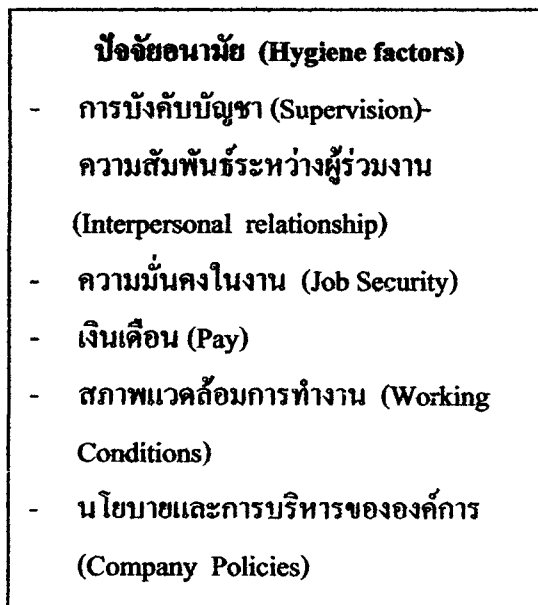 ปัจจัยอนามัย (Hygiene factors)
- การบังคับบัญชา (Supervision)-
ความสัมพันธ์ระหว่างผู้ร่วมงาน
(Interpersonal relationship)
- ความมั่นคงในงาน (Job Security)
- เงินเดือน (Pay)
- สภาพแวดล้อมการทำงาน (Working
Conditions)
- นโยบายและการบริหารขององค์การ
(Company Policies)